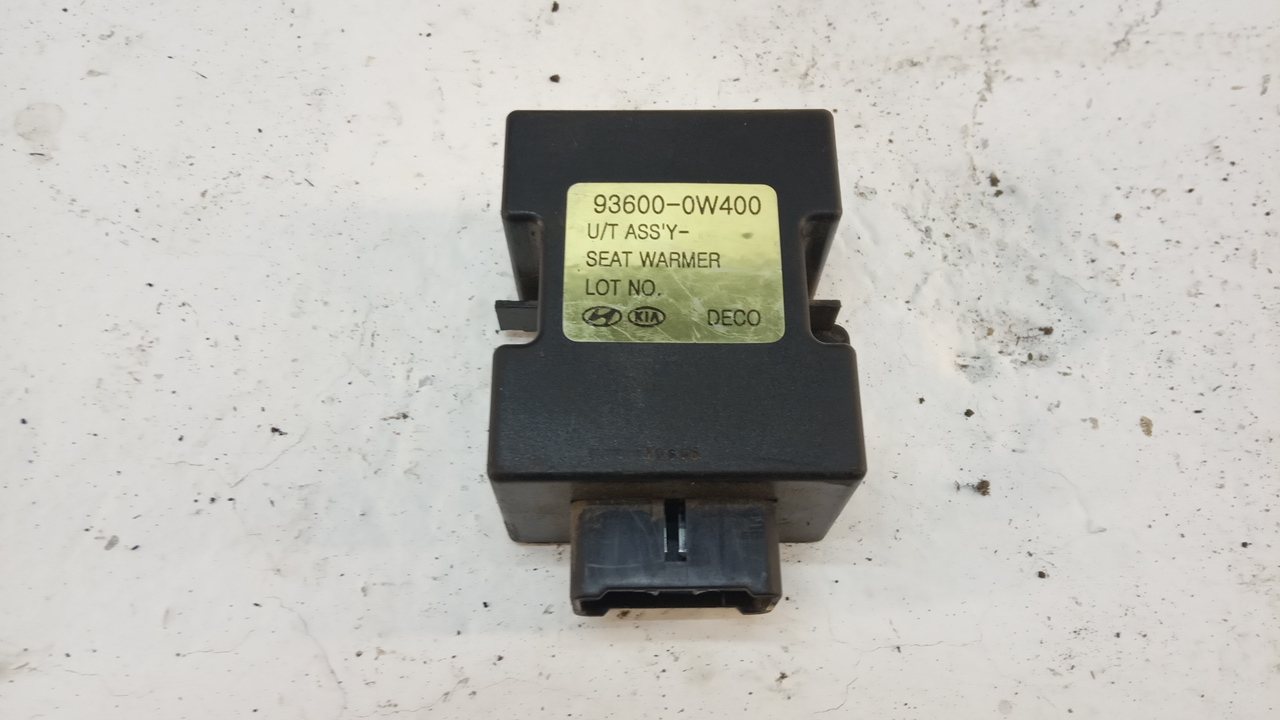 93600-0W400
U/T ASS'Y-
SEAT WARMER
LOT NO.
KIA DECO